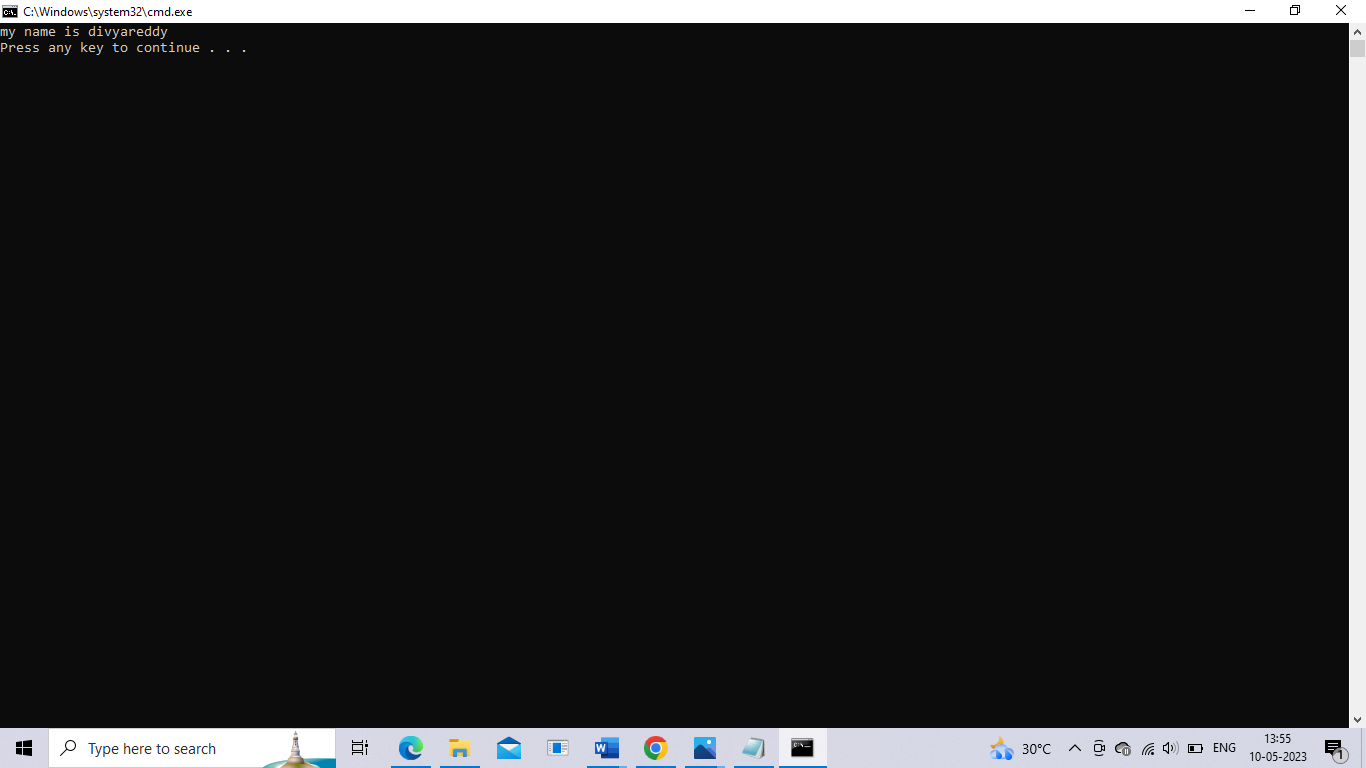 C:\Windows\system32\cmd.exe
my name is divyareddy
Press any key to continue . . .
Type here to search
30°C
ENG
13:55
10-05-2023
1